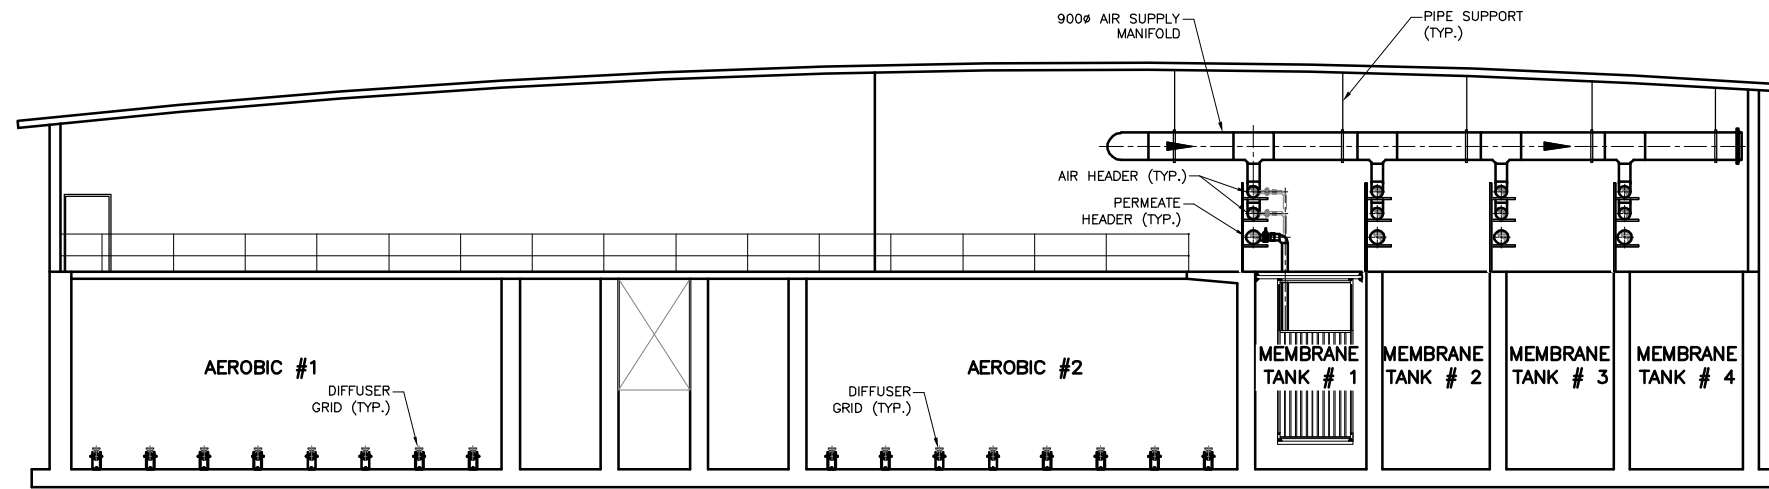 900ø AIR SUPPLY
MANIFOLD
PIPE SUPPORT
(TYP.)
AIR HEADER (TYP.)
PERMEATE
HEADER (TYP.)
AEROBIC #1
DIFFUSER
GRID (TYP.)
AEROBIC #2
DIFFUSER
GRID (TYP.)
MEMBRANE
TANK # 1
MEMBRANE
TANK # 2
MEMBRANE
TANK # 3
MEMBRANE
TANK # 4